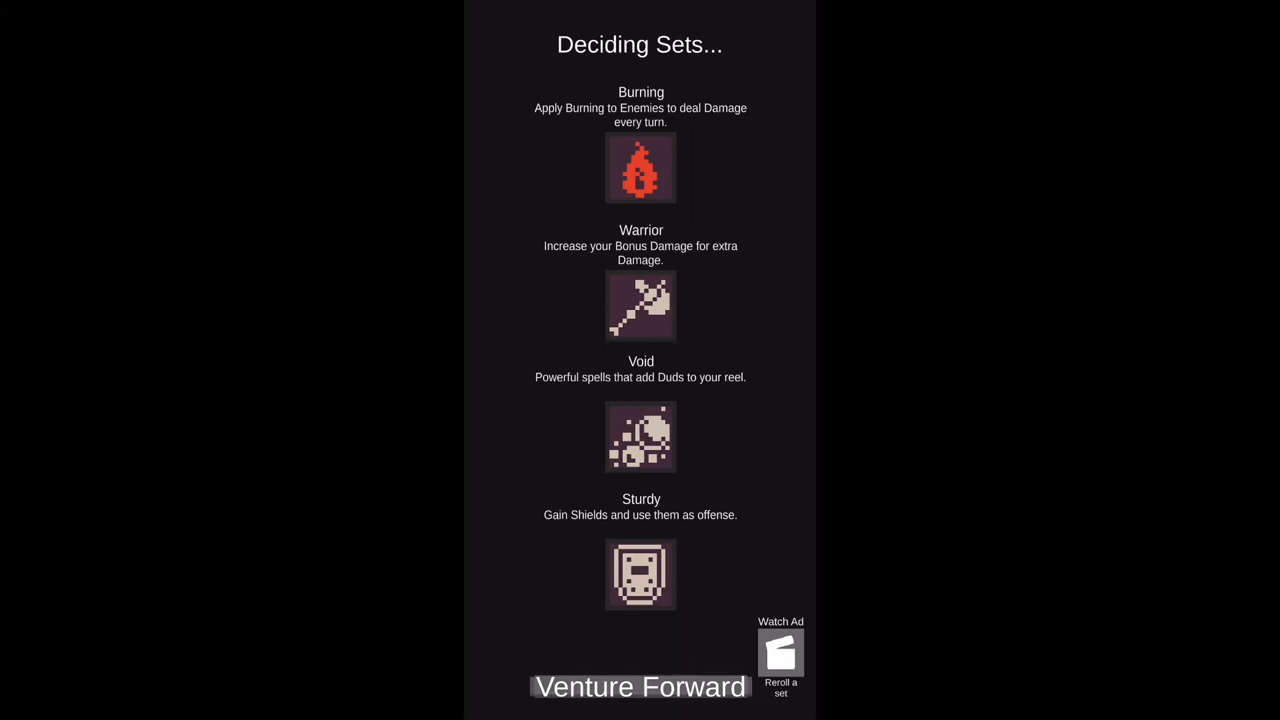 Deciding Sets...
Burning
Apply Burning to Enemies to deal Damage
every turn.
Warrior
Increase your Bonus Damage for extra
Damage.
Void
Powerful spells that add Duds to your reel.
Sturdy
Gain Shields and use them as offense.
Watch Ad
Reroll a
set
Venture Forward